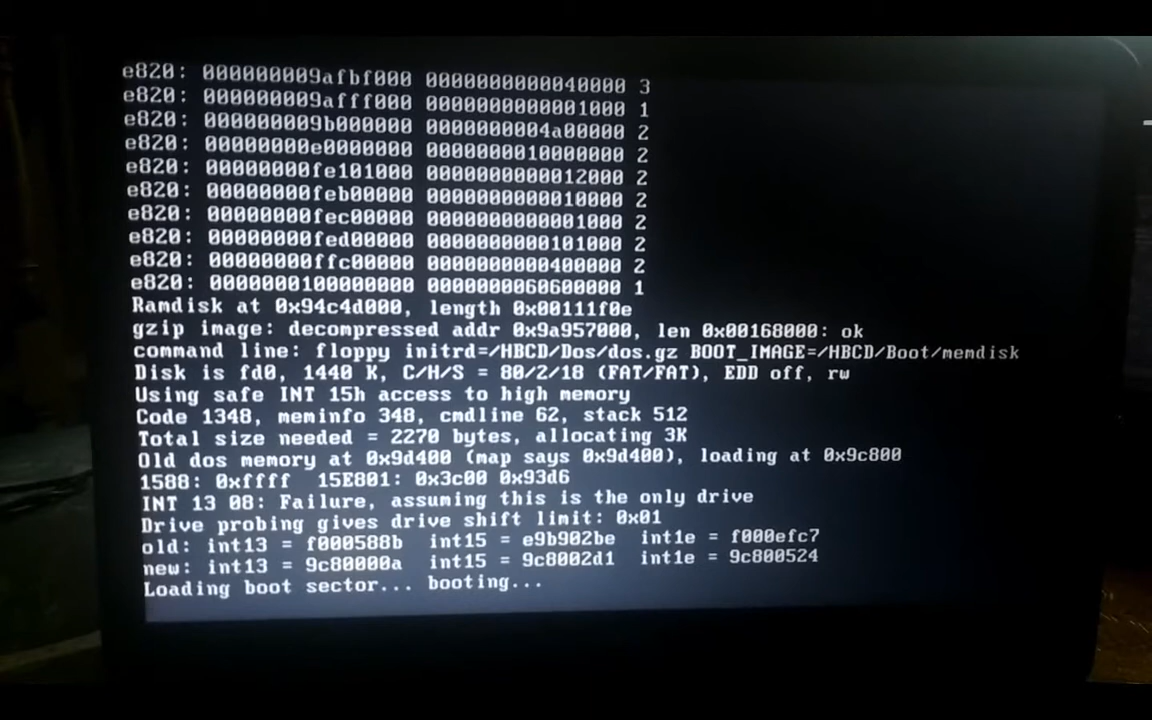 e820: 000000009afbf000 0000000000040000 3
e820: 000000009afff000 0000000000001000 1
e820: 000000009b000000 0000000004a00000 2
e820: 00000000e0000000 0000000010000000 2
e820: 00000000fe101000 0000000000012000 2
e820: 00000000feb00000 0000000000010000 2
e820: 00000000fec00000 0000000000001000 2
e820: 00000000fed00000 0000000000101000 2
e820: 00000000ffc00000 0000000000400000 2
e820: 0000000100000000 0000000060600000 1
Ramdisk at 0x94c4d000, length 0x00111f0e
gzip image: decompressed addr 0x9a957000, len 0x00168000: ok
command line: floppy initrd=/HBCD/Dos/dos.gz BOOT_IMAGE=/HBCD/Boot/memdisk
Disk is fd0, 1440 K, C/H/S = 80/2/18 (FAT/FAT), EDD off, rw
Using safe INT 15h access to high memory
Code 1348, meminfo 348, cmdline 62, stack 512
Total size needed = 2270 bytes, allocating 3K
Old dos memory at 0x9d400 (map says 0x9d400), loading at 0x9c800
1588: 0xffff 15E801: 0x3c00 0x93d6
INT 13 08: Failure, assuming this is the only drive
Drive probing gives drive shift limit: 0x01
old: int13 = f000588b int15 = e9b902be int1e = f000efc7
new: int13 = 9c80000a int15 = 9c8002d1 int1e = 9c800524
Loading boot sector... booting...